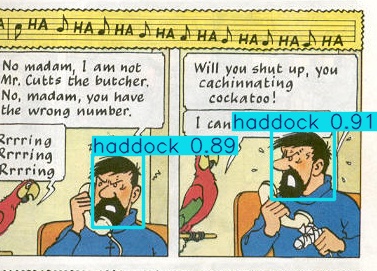 HA HA HA HA HA HA HA HA
No madam, I am not
Mr. Cutts the butcher.
No, madam, you have
the wrong number.
Will you shut up, you
cachinnating
cockatoo!
Rrrring
Rrrring
Rrrring
I can
haddock 0.89
haddock 0.91